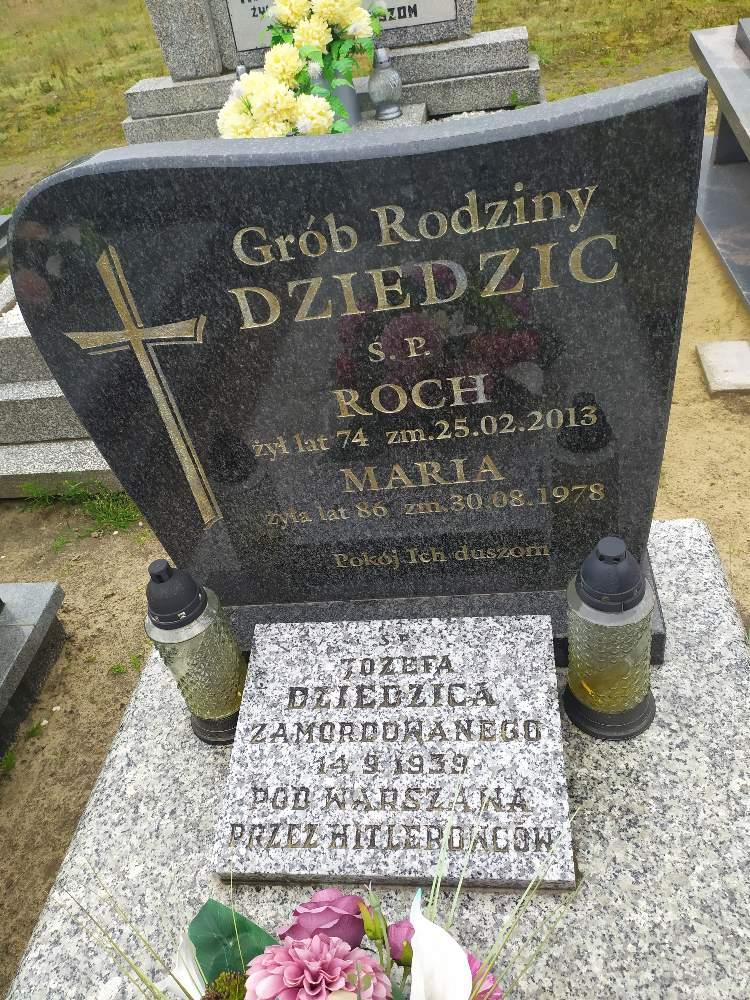 SZOM
Grób Rodziny
DZIEDZIC
Ś. P.
ROCH
żył lat 74 zm.25.02.2013
MARIA
żyła lat 86 zm.30.08.1978
Pokój Ich duszom
Ś.P.
JÓZEFA
DZIEDZICA
ZAMORDOWANEGO
14.9.1939
POD WARSZAWĄ
PRZEZ HITLEROWCÓW